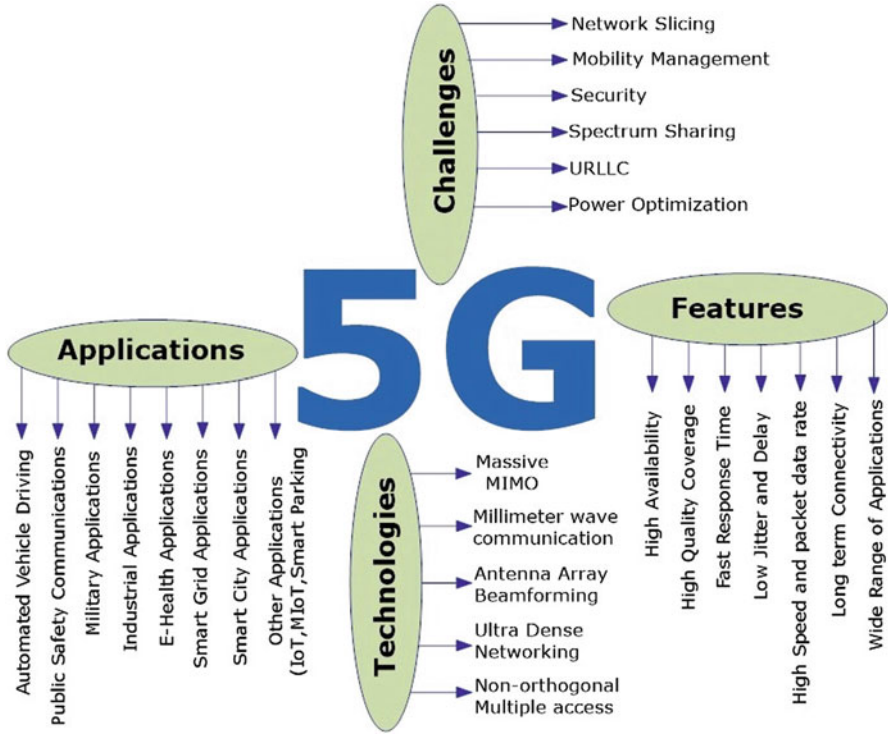 Challenges
Network Slicing
Mobility Management
Security
Spectrum Sharing
URLLC
Power Optimization
5G
Applications
Automated Vehicle Driving
Public Safety Communications
Military Applications
Industrial Applications
E-Health Applications
Smart Grid Applications
Smart City Applications
Other Applications
(IoT,MIoT,Smart Parking
Features
High Availability
High Quality Coverage
Fast Response Time
Low Jitter and Delay
High Speed and packet data rate
Long term Connectivity
Wide Range of Applications
Technologies
Massive
MIMO
Millimeter wave
communication
Antenna Array
Beamforming
Ultra Dense
Networking
Non-orthogonal
Multiple access